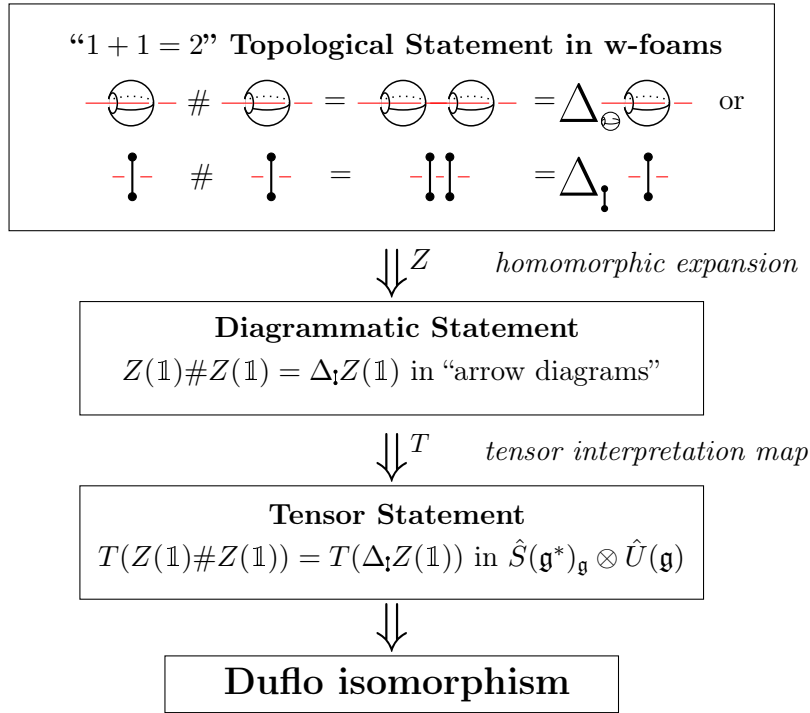 “1 + 1 = 2” Topological Statement in w-foams
# = = Δ or
# = = Δ
Z homomorphic expansion
Diagrammatic Statement
Z(𝟙)#Z(𝟙) = Δ Z(𝟙) in “arrow diagrams”
T tensor interpretation map
Tensor Statement
T(Z(𝟙)#Z(𝟙)) = T(Δ Z(𝟙)) in Ŝ(𝔤*)_𝔤 ⊗ Û(𝔤)
Duflo isomorphism